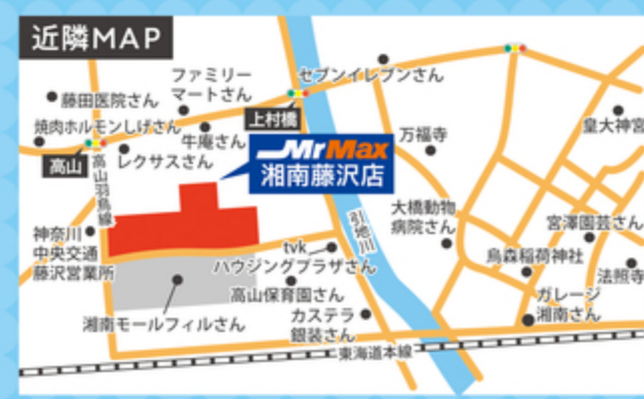 近隣MAP
ファミリー
マートさん
セブンイレブンさん
藤田医院さん
焼肉ホルモンしげさん
上村橋
牛庵さん
万福寺
皇大神宮
高山
レクサスさん
MrMax
湘南藤沢店
高山羽鳥線
引地川
大橋動物
病院さん
宮澤園芸さん
神奈川
中央交通
藤沢営業所
tvk
ハウジングプラザさん
烏森稲荷神社
法照寺
高山保育園さん
ガレージ
湘南さん
カステラ
銀装さん
湘南モールフィルさん
東海道本線